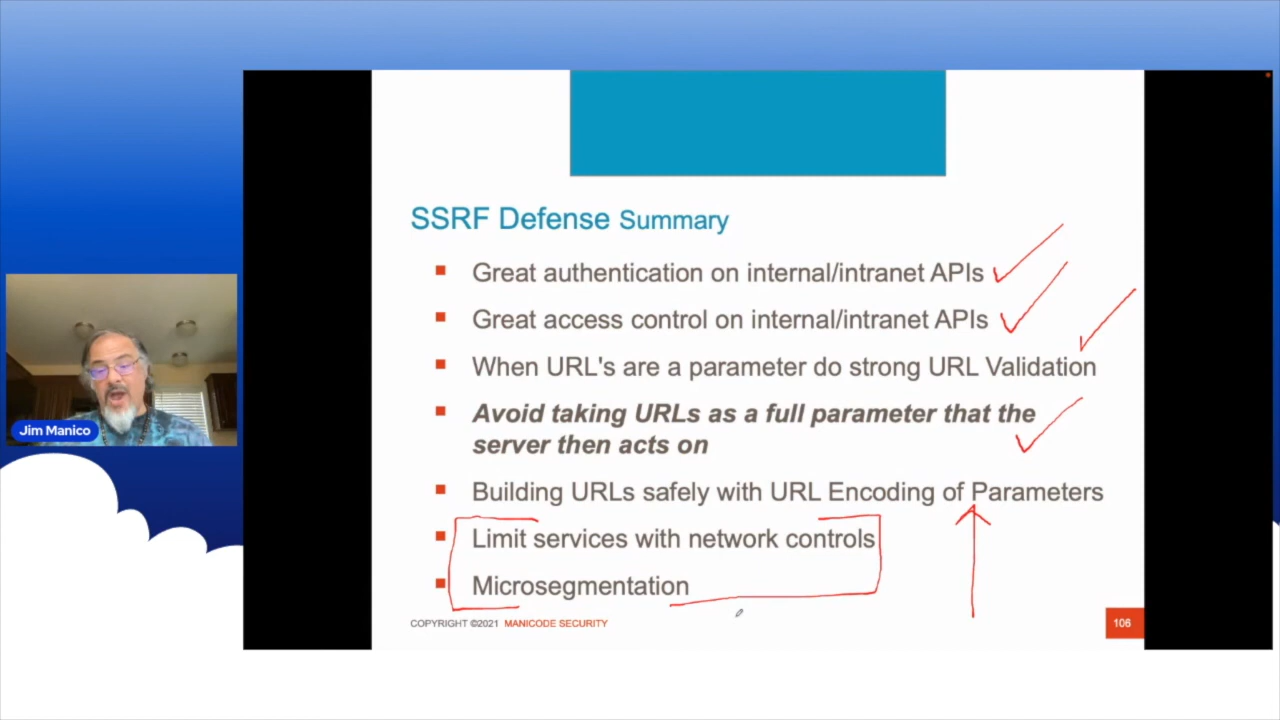 SSRF Defense Summary
Great authentication on internal/intranet APIs
Great access control on internal/intranet APIs
When URL's are a parameter do strong URL Validation
Avoid taking URLs as a full parameter that the
server then acts on
Building URLs safely with URL Encoding of Parameters
Limit services with network controls
Microsegmentation
COPYRIGHT ©2021 MANICODE SECURITY
106
Jim Manico